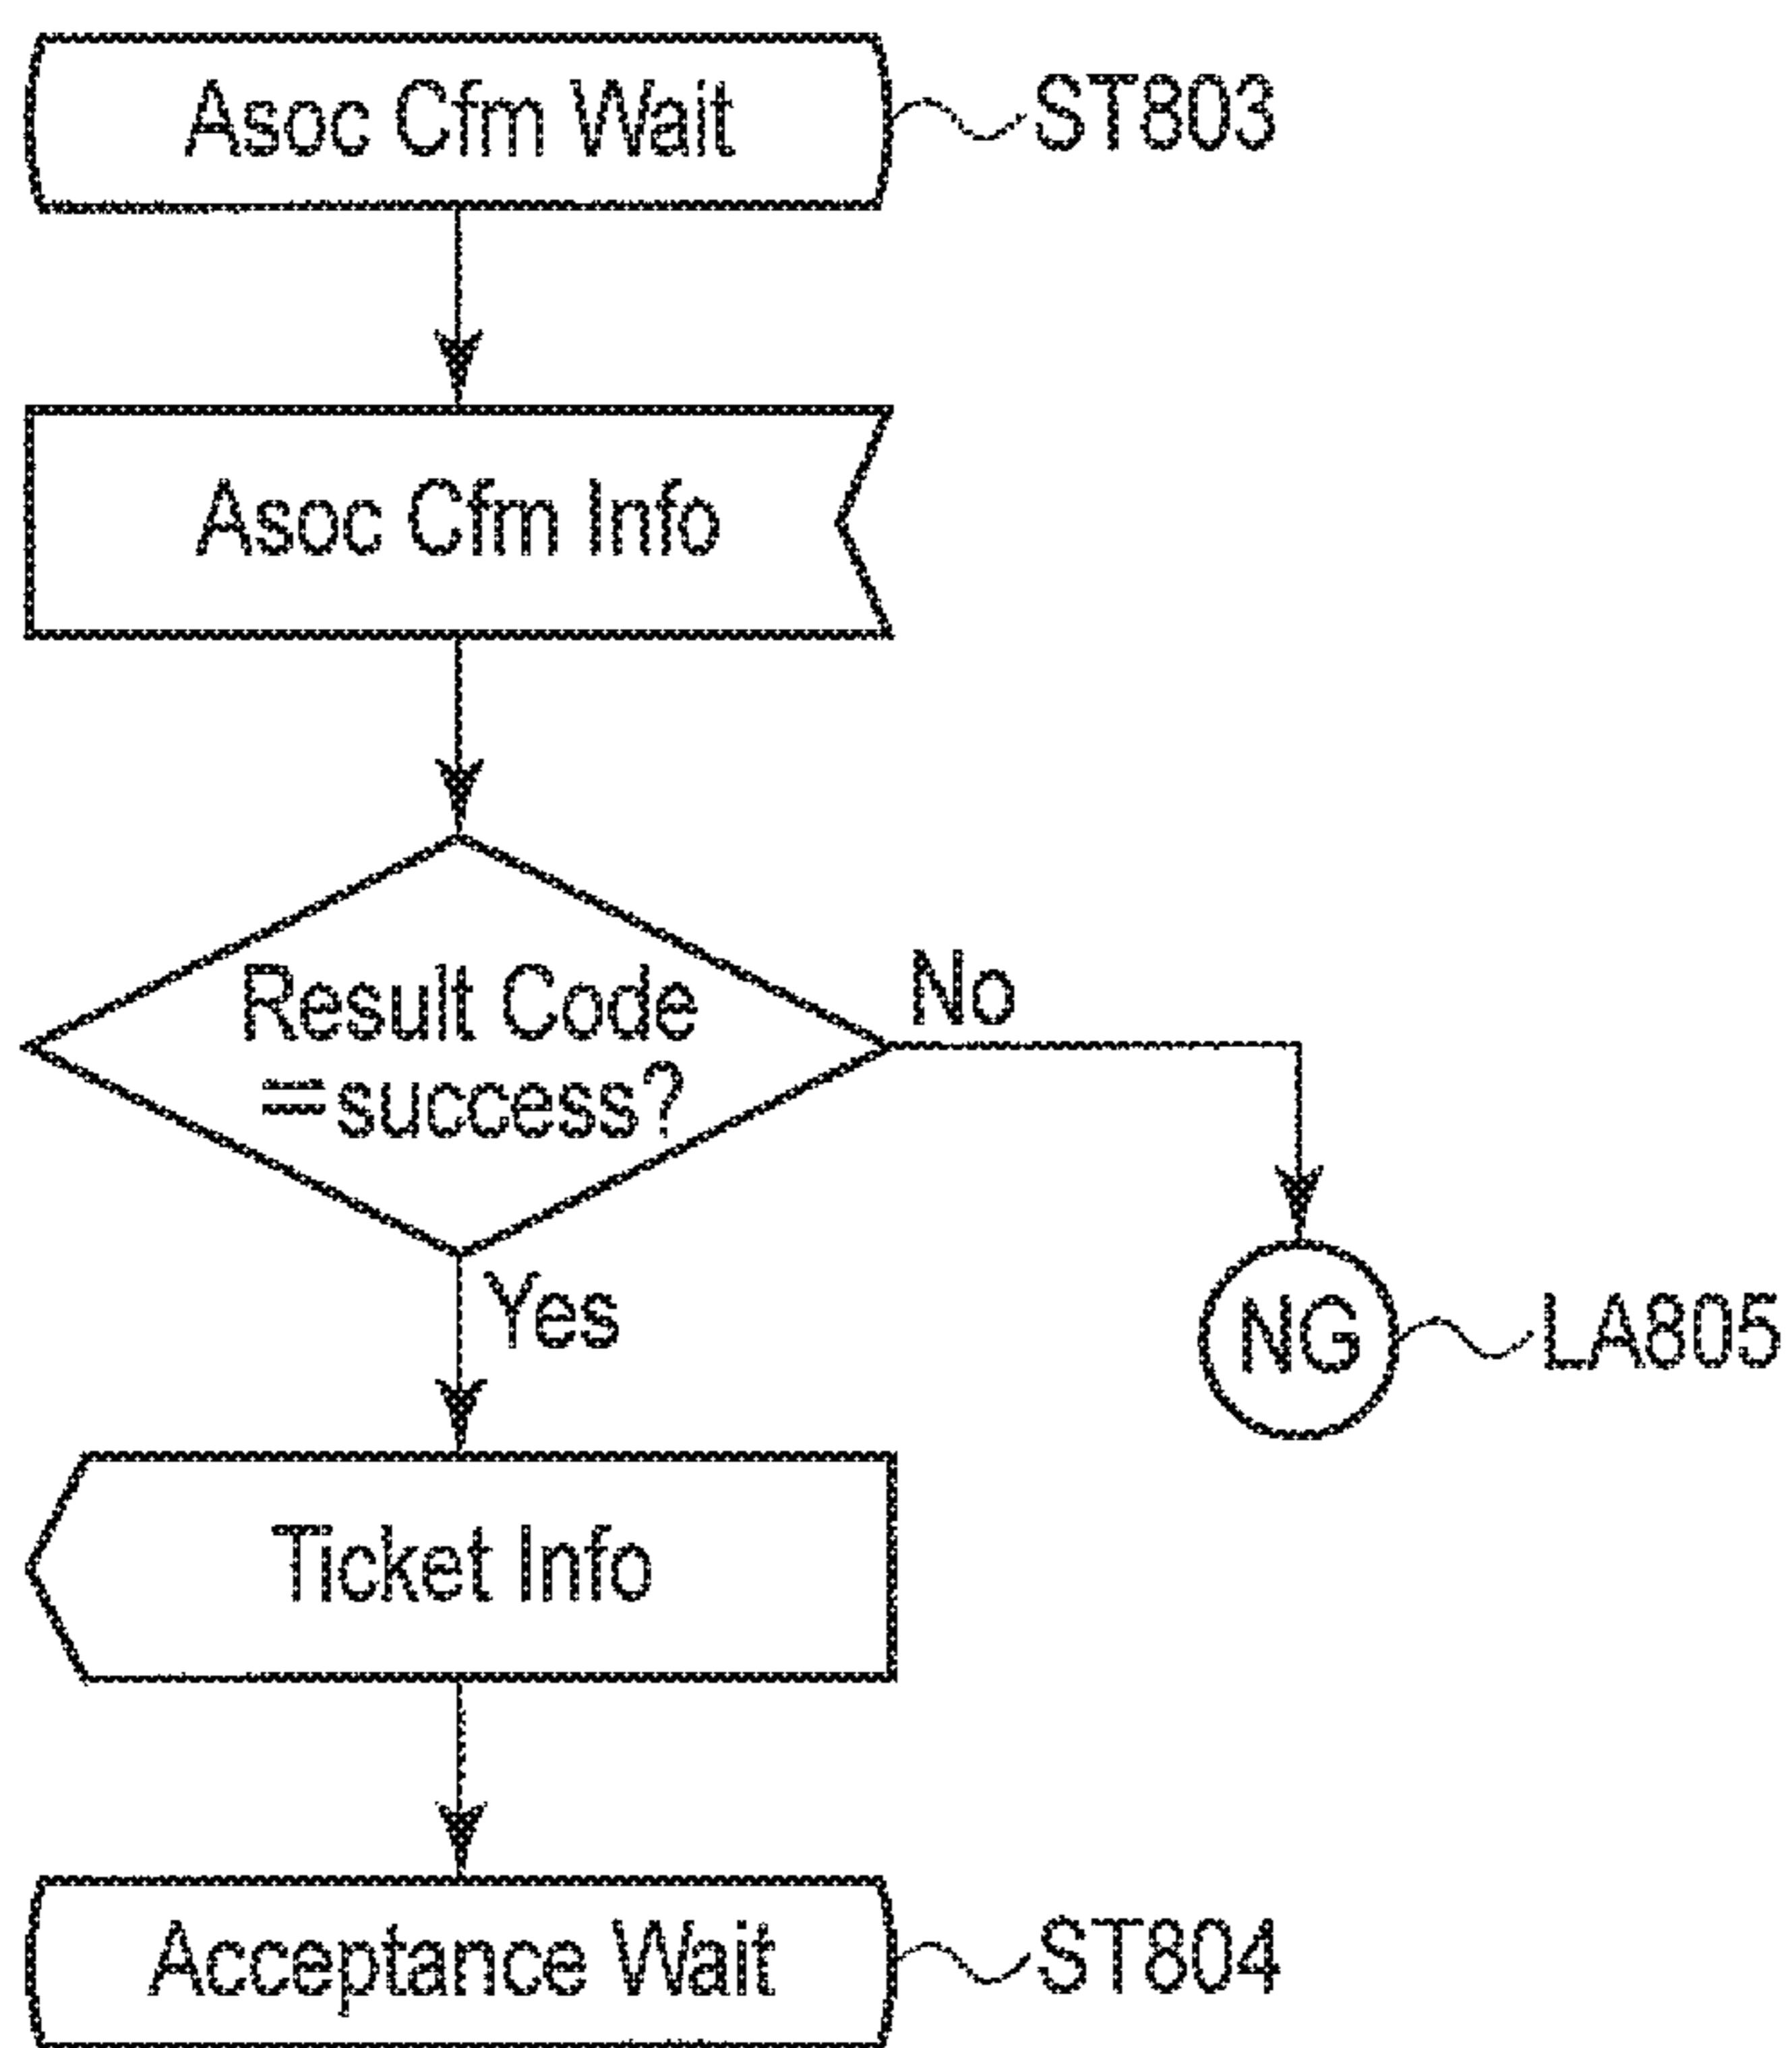 Asoc Cfm Wait
ST803
Asoc Cfm Info
Result Code
=success?
No
Yes
NG
LA805
Ticket Info
Acceptance Wait
ST804